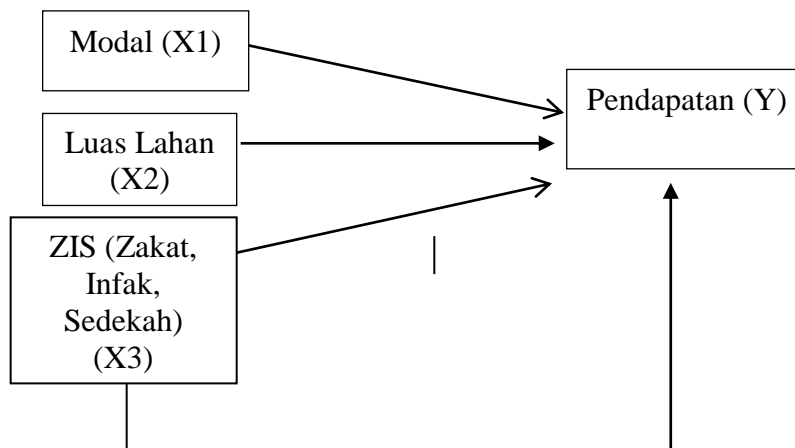 Modal (X1)
Pendapatan (Y)
Luas Lahan
(X2)
ZIS (Zakat,
Infak,
Sedekah)
(X3)